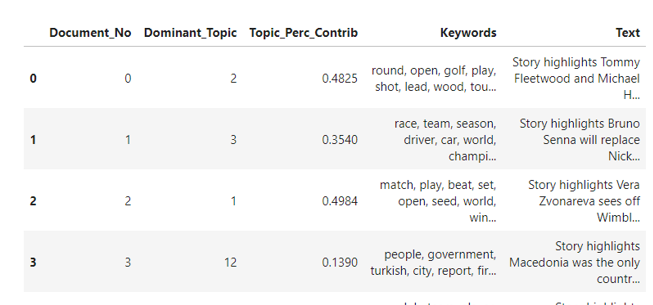 Document_No Dominant_Topic Topic_Perc_Contrib Keywords Text
0 0 2 0.4825 round, open, golf, play, shot, lead, wood, tou... Story highlights Tommy Fleetwood and Michael H...
1 1 3 0.3540 race, team, season, driver, car, world, champi... Story highlights Bruno Senna will replace Nick...
2 2 1 0.4984 match, play, beat, set, open, seed, world, win... Story highlights Vera Zvonareva sees off Wimbl...
3 3 12 0.1390 people, government, turkish, city, report, fir... Story highlights Macedonia was the only countr...